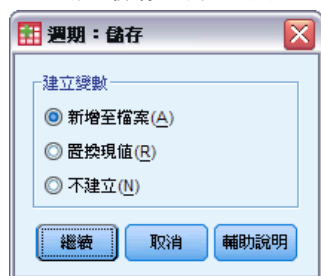 週期：儲存
建立變數
新增至檔案(A)
置換現值(R)
不建立(N)
繼續 取消 輔助說明